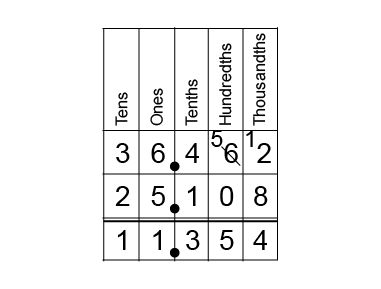 Tens Ones Tenths Hundredths Thousandths
3 6.4 5 6 1 2
2 5.1 0 8
1 1.3 5 4